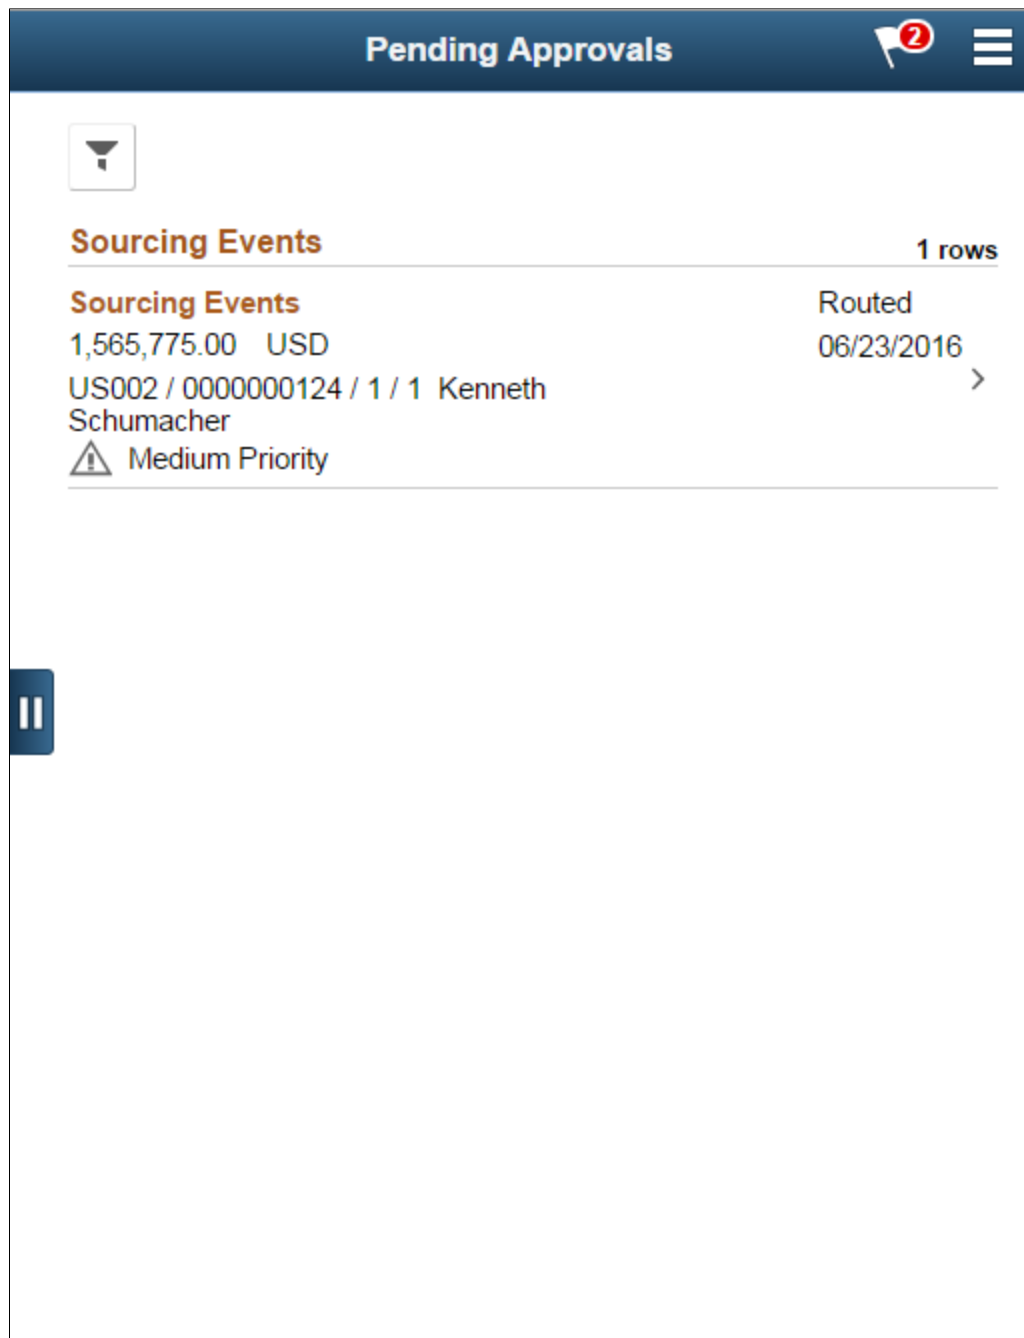 Pending Approvals
2
Sourcing Events
1 rows
Sourcing Events
Routed
1,565,775.00 USD
06/23/2016
US002 / 0000000124 / 1 / 1 Kenneth
Schumacher
Medium Priority